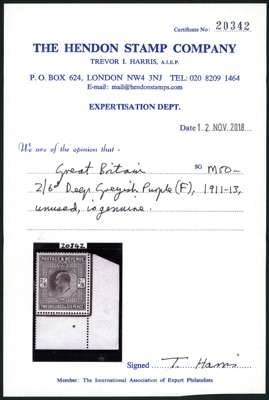 Certificate No: 20342
THE HENDON STAMP COMPANY
TREVOR I. HARRIS, A.I.E.P.
P.O. BOX 624, LONDON NW4 3NJ TEL: 020 8209 1464
E-mail: mail@hendonstamps.com
EXPERTISATION DEPT.
Date 12. NOV. 2018
We are of the opinion that -
Great Britain SG M50-
2/6d Deep Greyish Purple (F), 1911-13,
unused, is genuine.
20342
POSTAGE & REVENUE
Signed T. Harris
Member: The International Association of Expert Philatelists